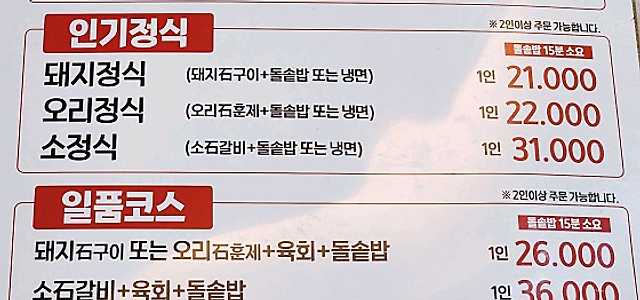 인기정식
※ 2인이상 주문 가능합니다.
돌솥밥 15분 소요
돼지정식 (돼지石구이+돌솥밥 또는 냉면) 1인 21.000
오리정식 (오리石훈제+돌솥밥 또는 냉면) 1인 22.000
소정식 (소石갈비+돌솥밥 또는 냉면) 1인 31.000
일품코스
※ 2인이상 주문 가능합니다.
돌솥밥 15분 소요
돼지石구이 또는 오리石훈제+육회+돌솥밥 1인 26.000
소石갈비+육회+돌솥밥 1인 36.000